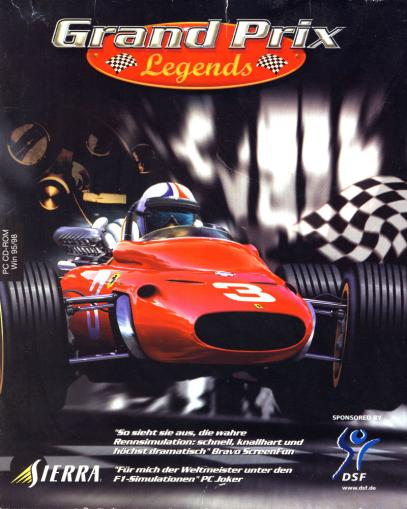 Grand Prix
Legends
PC CD-ROM
Win 95/98
3
3
SPONSORED BY
"So sieht sie aus, die wahre
Rennsimulation: schnell, knallhart und
höchst dramatisch" Bravo ScreenFun
"Für mich der Weltmeister unter den
F1-Simulationen" PC Joker
SIERRA
DSF
www.dsf.de